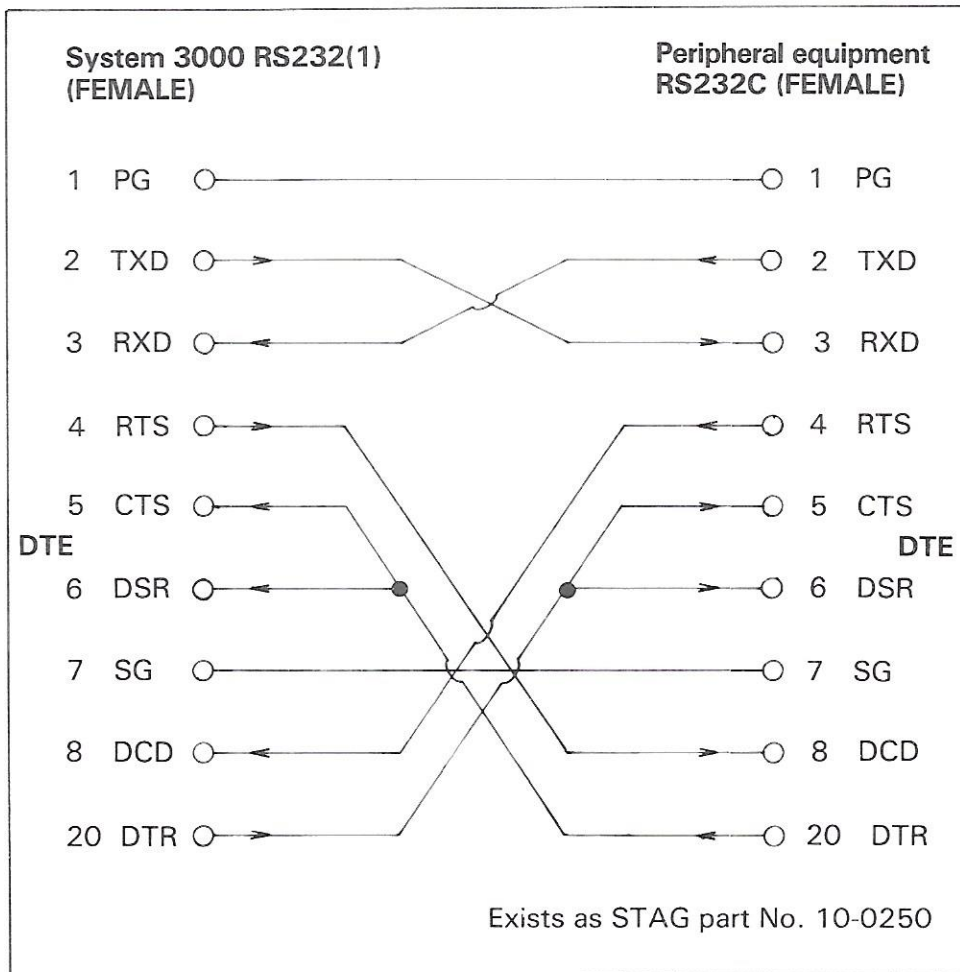 System 3000 RS232(1)
(FEMALE)
Peripheral equipment
RS232C (FEMALE)
1 PG
1 PG
2 TXD
2 TXD
3 RXD
3 RXD
4 RTS
4 RTS
5 CTS
5 CTS
DTE
DTE
6 DSR
6 DSR
7 SG
7 SG
8 DCD
8 DCD
20 DTR
20 DTR
Exists as STAG part No. 10-0250